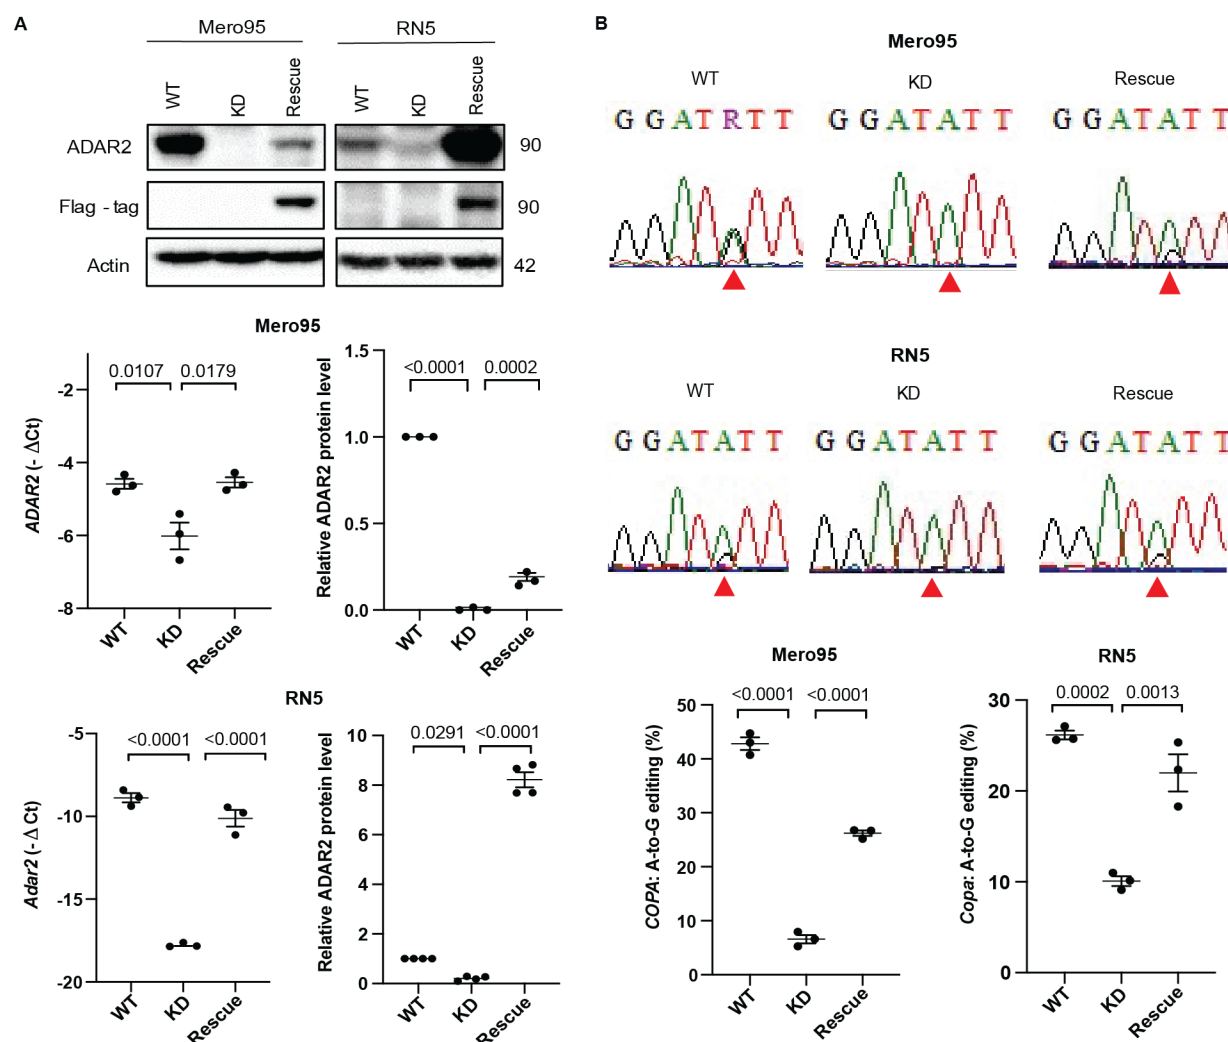 A
Mero95 RN5
WT KD Rescue WT KD Rescue
ADAR2 90
Flag - tag 90
Actin 42
Mero95
ADAR2 (- ΔCt)
-2
-4
-6
-8
0.0107 0.0179
WT KD Rescue
Relative ADAR2 protein level
1.5
1.0
0.5
0.0
<0.0001 0.0002
WT KD Rescue
RN5
Adar2 (- Δ Ct)
-5
-10
-15
-20
<0.0001 <0.0001
WT KD Rescue
Relative ADAR2 protein level
10
8
6
4
2
0
0.0291 <0.0001
WT KD Rescue
B
Mero95
WT KD Rescue
G G A T R T T G G A T A T T G G A T A T T
RN5
WT KD Rescue
G G A T A T T G G A T A T T G G A T A T T
Mero95
COPA: A-to-G editing (%)
50
40
30
20
10
0
<0.0001 <0.0001
WT KD Rescue
RN5
Copa: A-to-G editing (%)
30
20
10
0
0.0002 0.0013
WT KD Rescue